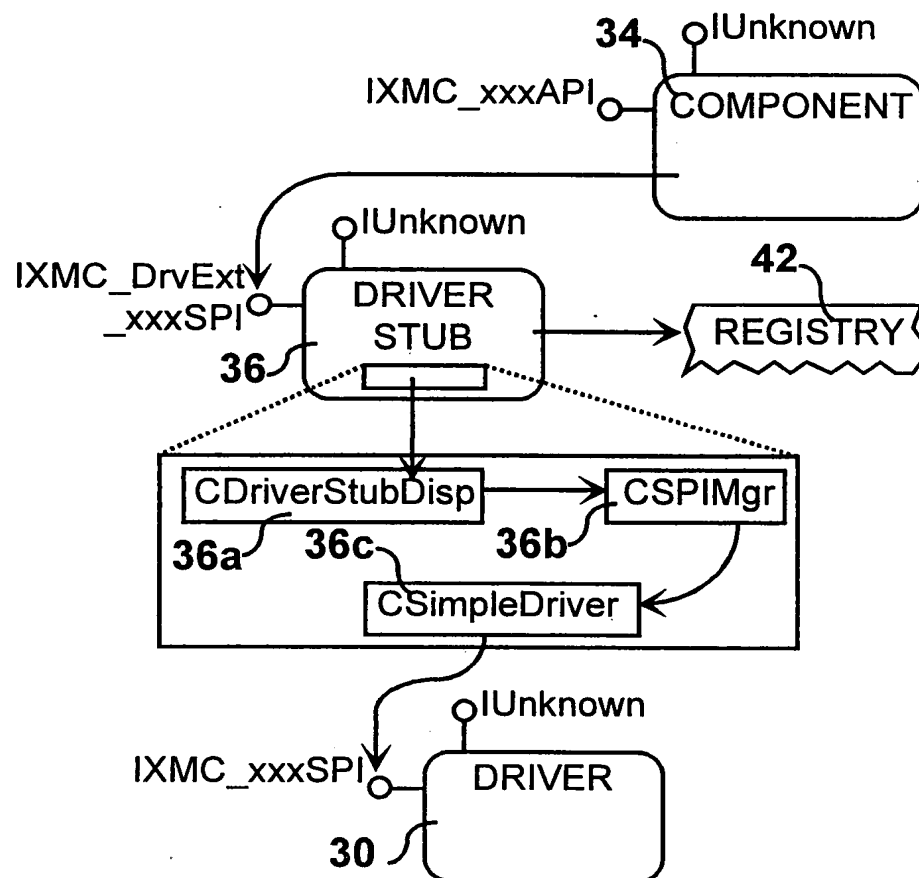 34
IUnknown
IXMC_xxxAPI
COMPONENT
IUnknown
IXMC_DrvExt
_xxxSPI
DRIVER
STUB
36
42
REGISTRY
CDriverStubDisp
CSPIMgr
36a
36c
36b
CSimpleDriver
IUnknown
IXMC_xxxSPI
DRIVER
30